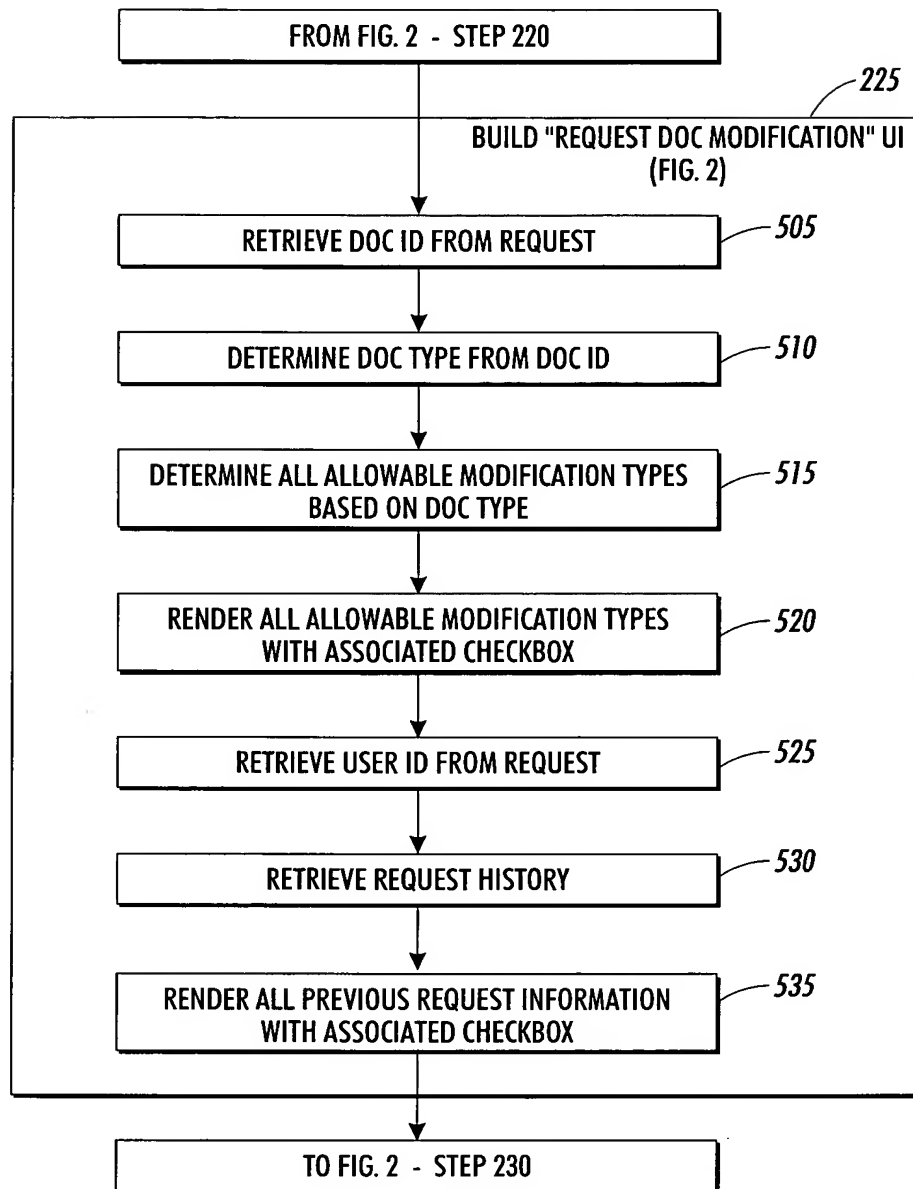 FROM FIG. 2 - STEP 220
225
BUILD "REQUEST DOC MODIFICATION" UI
(FIG. 2)
RETRIEVE DOC ID FROM REQUEST
505
DETERMINE DOC TYPE FROM DOC ID
510
DETERMINE ALL ALLOWABLE MODIFICATION TYPES
BASED ON DOC TYPE
515
RENDER ALL ALLOWABLE MODIFICATION TYPES
WITH ASSOCIATED CHECKBOX
520
RETRIEVE USER ID FROM REQUEST
525
RETRIEVE REQUEST HISTORY
530
RENDER ALL PREVIOUS REQUEST INFORMATION
WITH ASSOCIATED CHECKBOX
535
TO FIG. 2 - STEP 230